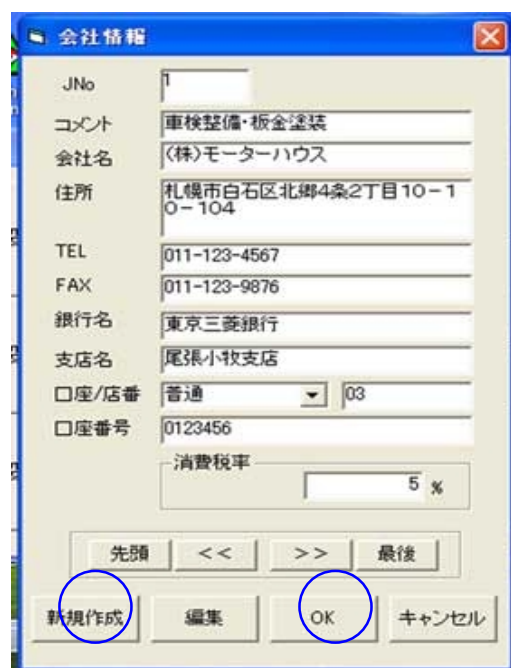 会社情報
JNo 1
コメント 車検整備・板金塗装
会社名 (株)モーターハウス
住所 札幌市白石区北郷4条2丁目10-1
0-104
TEL 011-123-4567
FAX 011-123-9876
銀行名 東京三菱銀行
支店名 尾張小牧支店
口座/店番 普通 03
口座番号 0123456
消費税率
5 %
先頭 << >> 最後
新規作成 編集 OK キャンセル